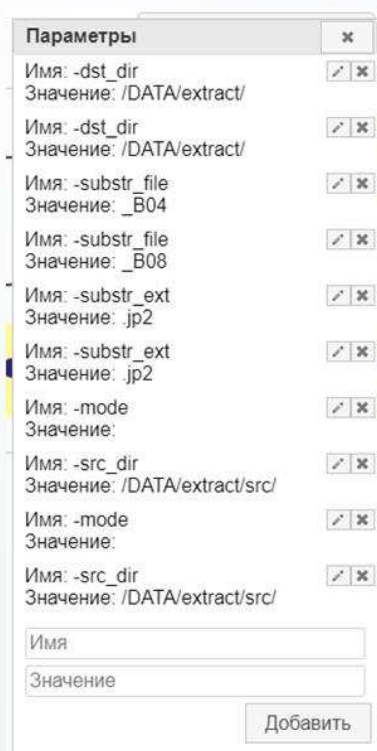 Параметры
Имя: -dst_dir
Значение: /DATA/extract/
Имя: -dst_dir
Значение: /DATA/extract/
Имя: -substr_file
Значение: _B04
Имя: -substr_file
Значение: _B08
Имя: -substr_ext
Значение: .jp2
Имя: -substr_ext
Значение: .jp2
Имя: -mode
Значение:
Имя: -src_dir
Значение: /DATA/extract/src/
Имя: -mode
Значение:
Имя: -src_dir
Значение: /DATA/extract/src/
Имя
Значение
Добавить